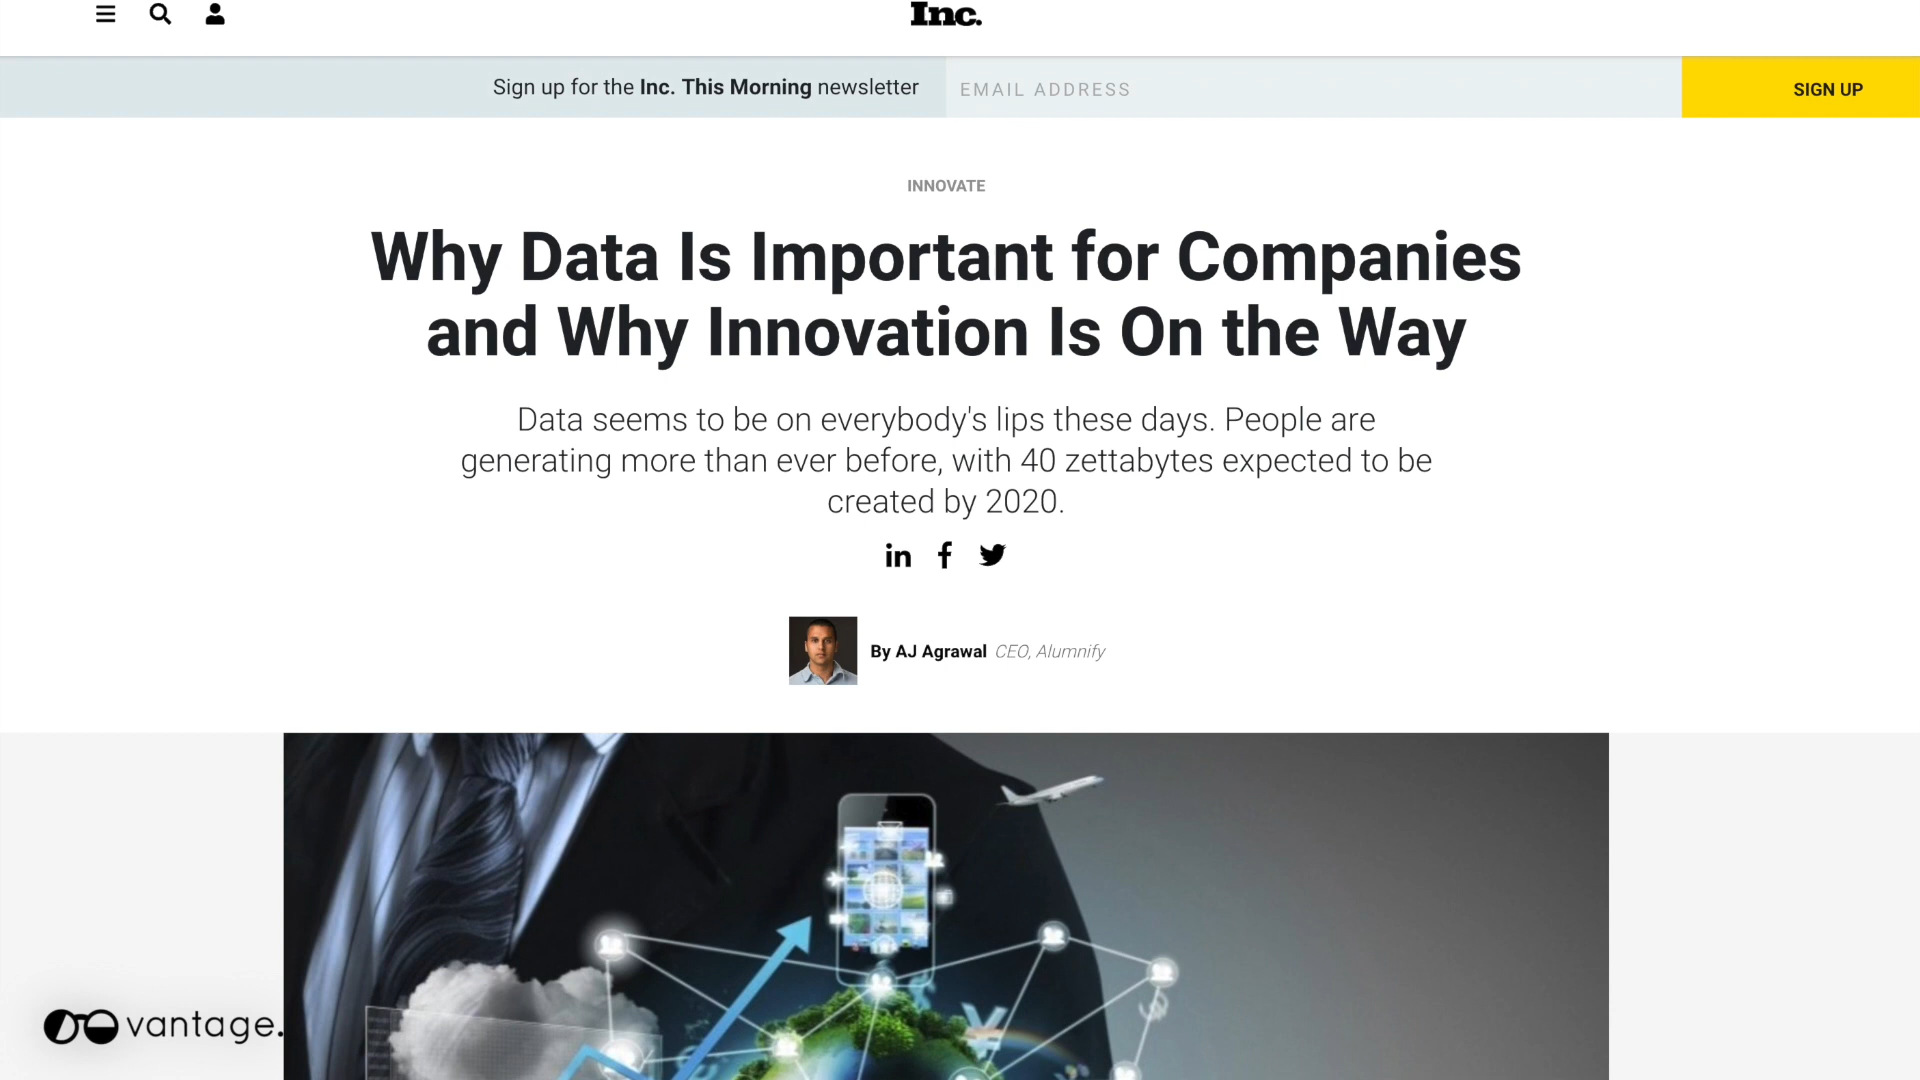 Inc.
Sign up for the Inc. This Morning newsletter
EMAIL ADDRESS
SIGN UP
INNOVATE
Why Data Is Important for Companies
and Why Innovation Is On the Way
Data seems to be on everybody's lips these days. People are
generating more than ever before, with 40 zettabytes expected to be
created by 2020.
in f
By AJ Agrawal CEO, Alumnify
vantage.